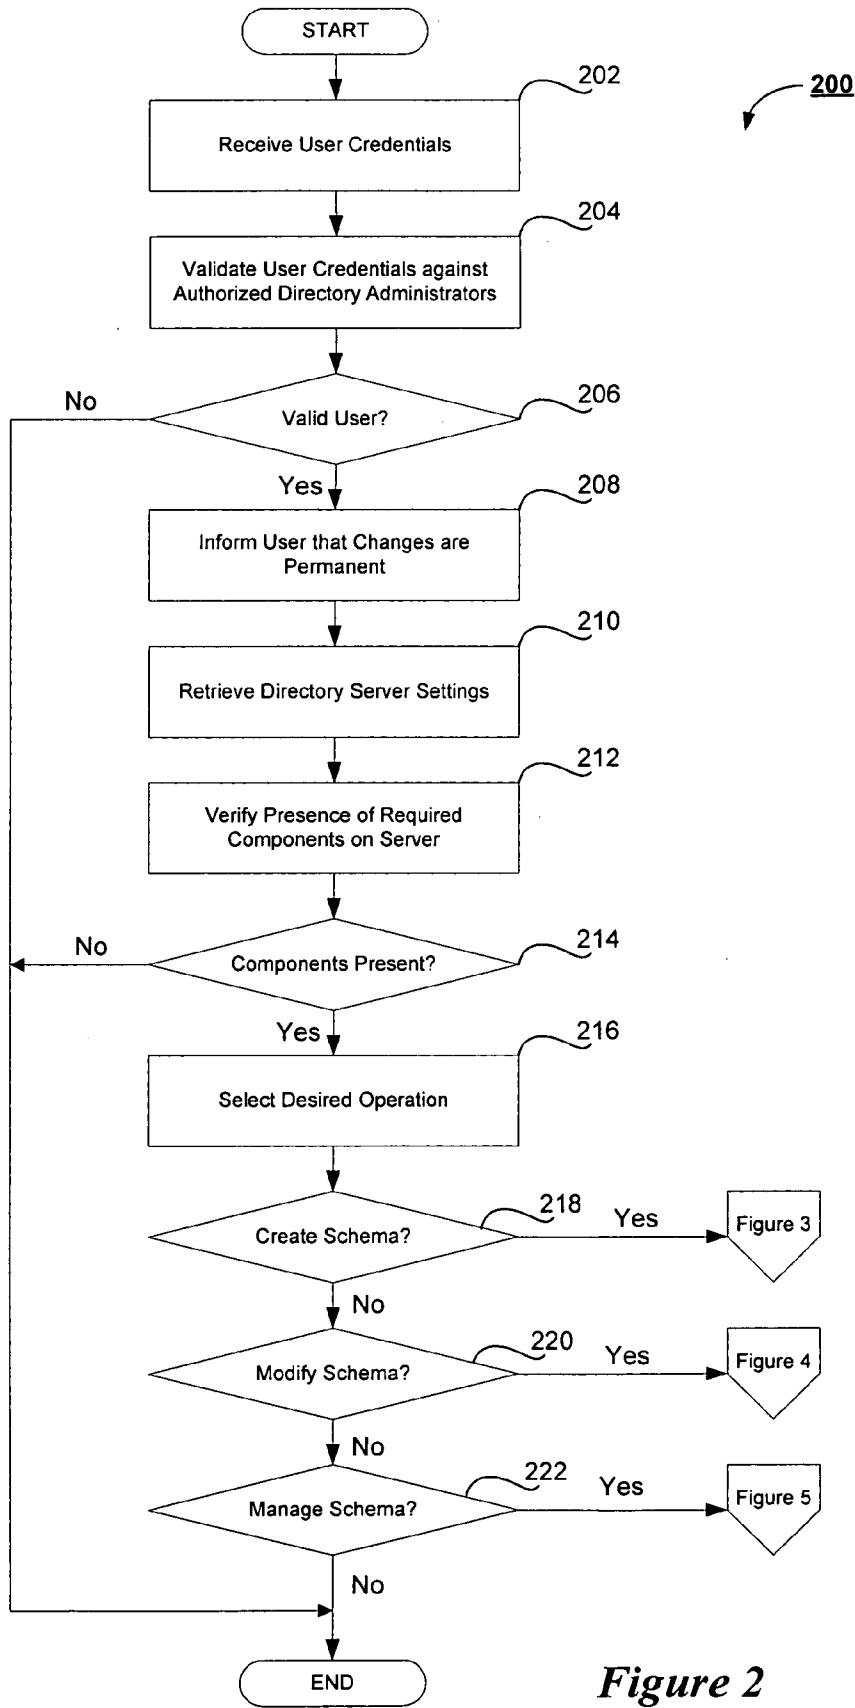 START
202
200
Receive User Credentials
204
Validate User Credentials against
Authorized Directory Administrators
206
No
Valid User?
Yes
208
Inform User that Changes are
Permanent
210
Retrieve Directory Server Settings
212
Verify Presence of Required
Components on Server
214
No
Components Present?
Yes
216
Select Desired Operation
218
Create Schema?
Yes
Figure 3
No
220
Modify Schema?
Yes
Figure 4
No
222
Manage Schema?
Yes
Figure 5
No
END
Figure 2